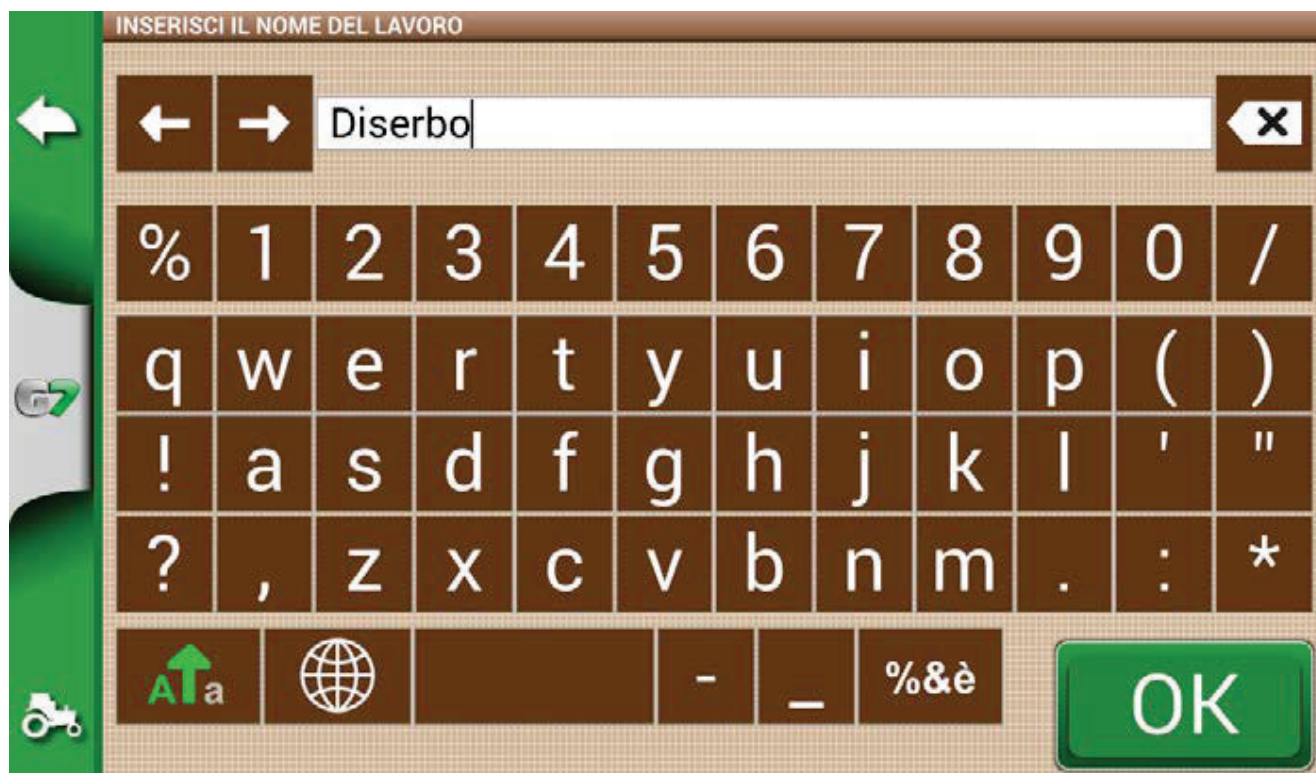 INSERISCI IL NOME DEL LAVORO
Diserbo
% 1 2 3 4 5 6 7 8 9 0 /
q w e r t y u i o p ( )
G7
! a s d f g h j k l ' "
? , z x c v b n m . : *
A a - _ %&è OK